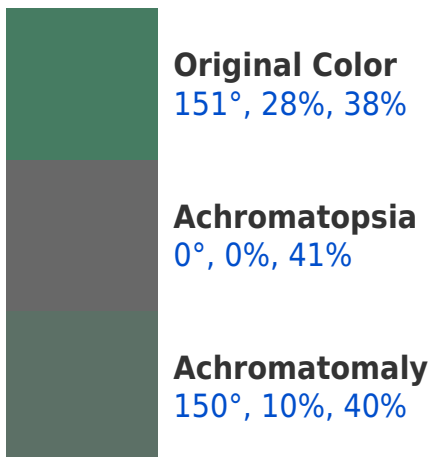 Original Color
151°, 28%, 38%
Achromatopsia
0°, 0%, 41%
Achromatomaly
150°, 10%, 40%